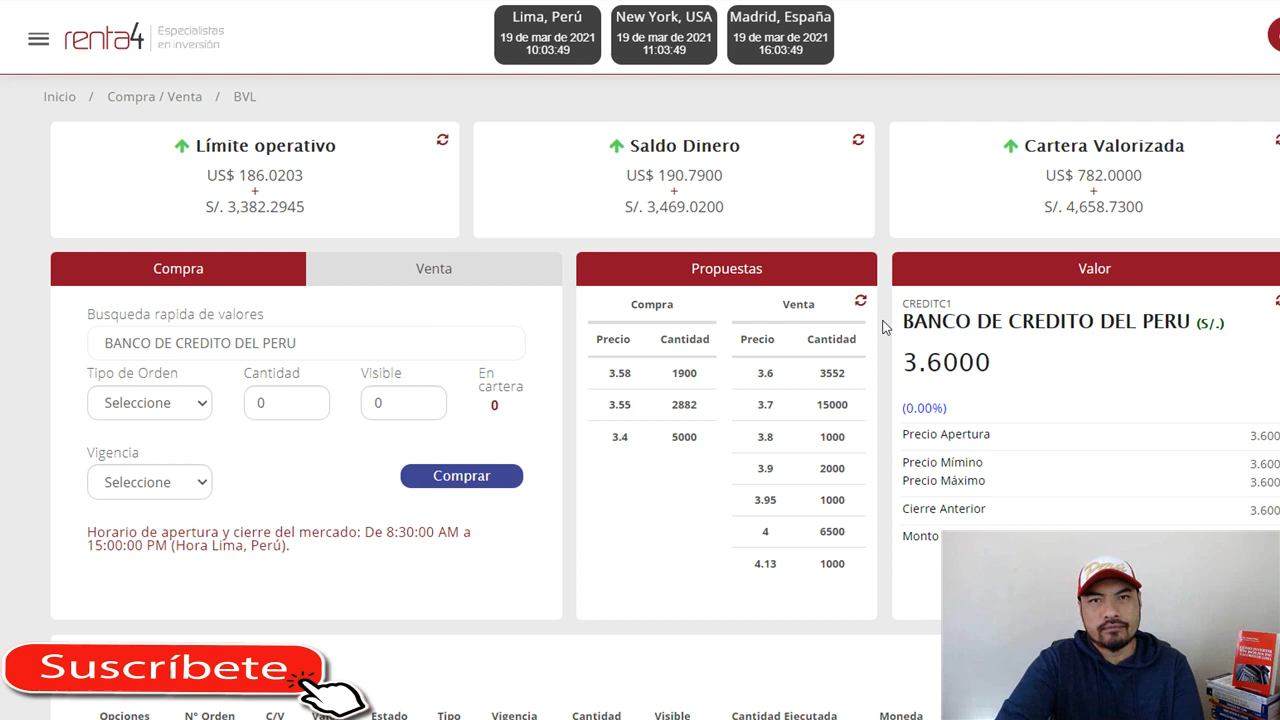 renta4 Especialistas en inversión
Lima, Perú
19 de mar de 2021
10:03:49
New York, USA
19 de mar de 2021
11:03:49
Madrid, España
19 de mar de 2021
16:03:49
Inicio / Compra / Venta / BVL
Límite operativo
US$ 186.0203
+
S/. 3,382.2945
Saldo Dinero
US$ 190.7900
+
S/. 3,469.0200
Cartera Valorizada
US$ 782.0000
+
S/. 4,658.7300
Compra Venta
Busqueda rapida de valores
BANCO DE CREDITO DEL PERU
Tipo de Orden Cantidad Visible En cartera
Seleccione 0 0 0
Vigencia
Seleccione Comprar
Horario de apertura y cierre del mercado: De 8:30:00 AM a
15:00:00 PM (Hora Lima, Perú).
Propuestas
Compra Venta
Precio Cantidad Precio Cantidad
3.58 1900 3.6 3552
3.55 2882 3.7 15000
3.4 5000 3.8 1000
3.9 2000
3.95 1000
4 6500
4.13 1000
Valor
CREDITC1
BANCO DE CREDITO DEL PERU (S/.)
3.6000
(0.00%)
Precio Apertura 3.600
Precio Mímino 3.600
Precio Máximo 3.600
Cierre Anterior 3.600
Monto
Suscríbete
Opciones N° Orden C/V Estado Tipo Vigencia Cantidad Visible Cantidad Ejecutada Moneda